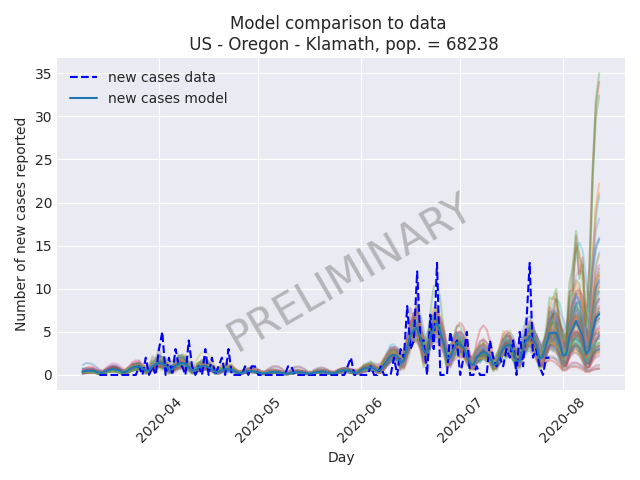 Model comparison to data
US - Oregon - Klamath, pop. = 68238
new cases data
new cases model
Number of new cases reported
35
30
25
20
15
10
5
0
PRELIMINARY
2020-04
2020-05
2020-06
2020-07
2020-08
Day